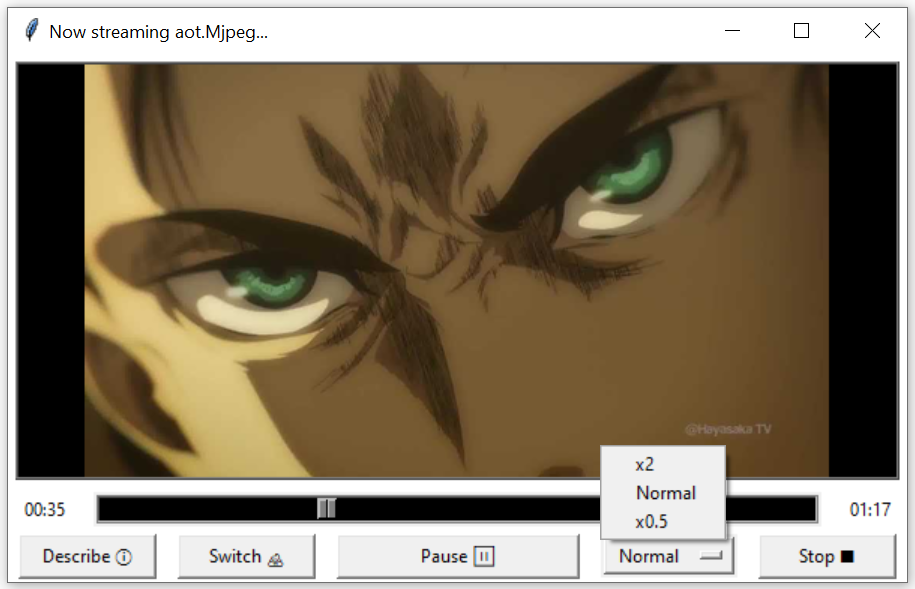 Now streaming aot.Mjpeg...
@Hayasaka TV
x2
Normal
x0.5
00:35
01:17
Describe
Switch
Pause
Normal
Stop